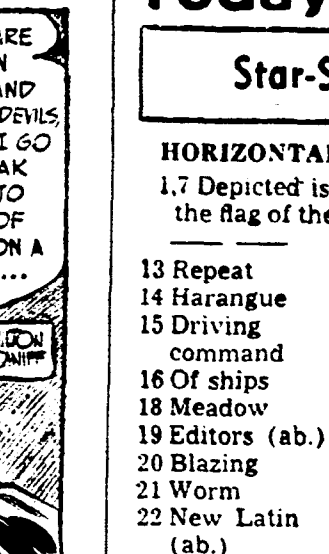 RE
N
AND
DEVILS,
I GO
AK
TO
OF
ON A
...
Today
Star-S
HORIZONTAL
1,7 Depicted is
the flag of the
13 Repeat
14 Harangue
15 Driving
command
16 Of ships
18 Meadow
19 Editors (ab.)
20 Blazing
21 Worm
22 New Latin
(ab.)